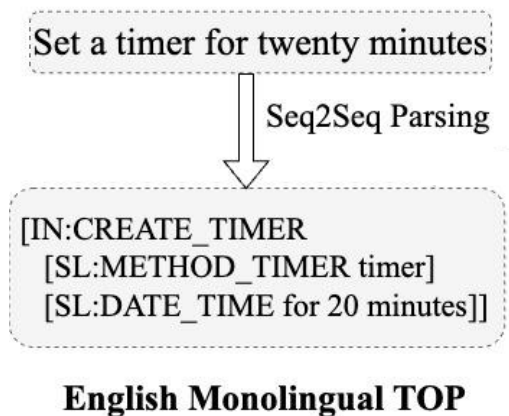 Set a timer for twenty minutes
Seq2Seq Parsing
[IN:CREATE_TIMER
[SL:METHOD_TIMER timer]
[SL:DATE_TIME for 20 minutes]]
English Monolingual TOP